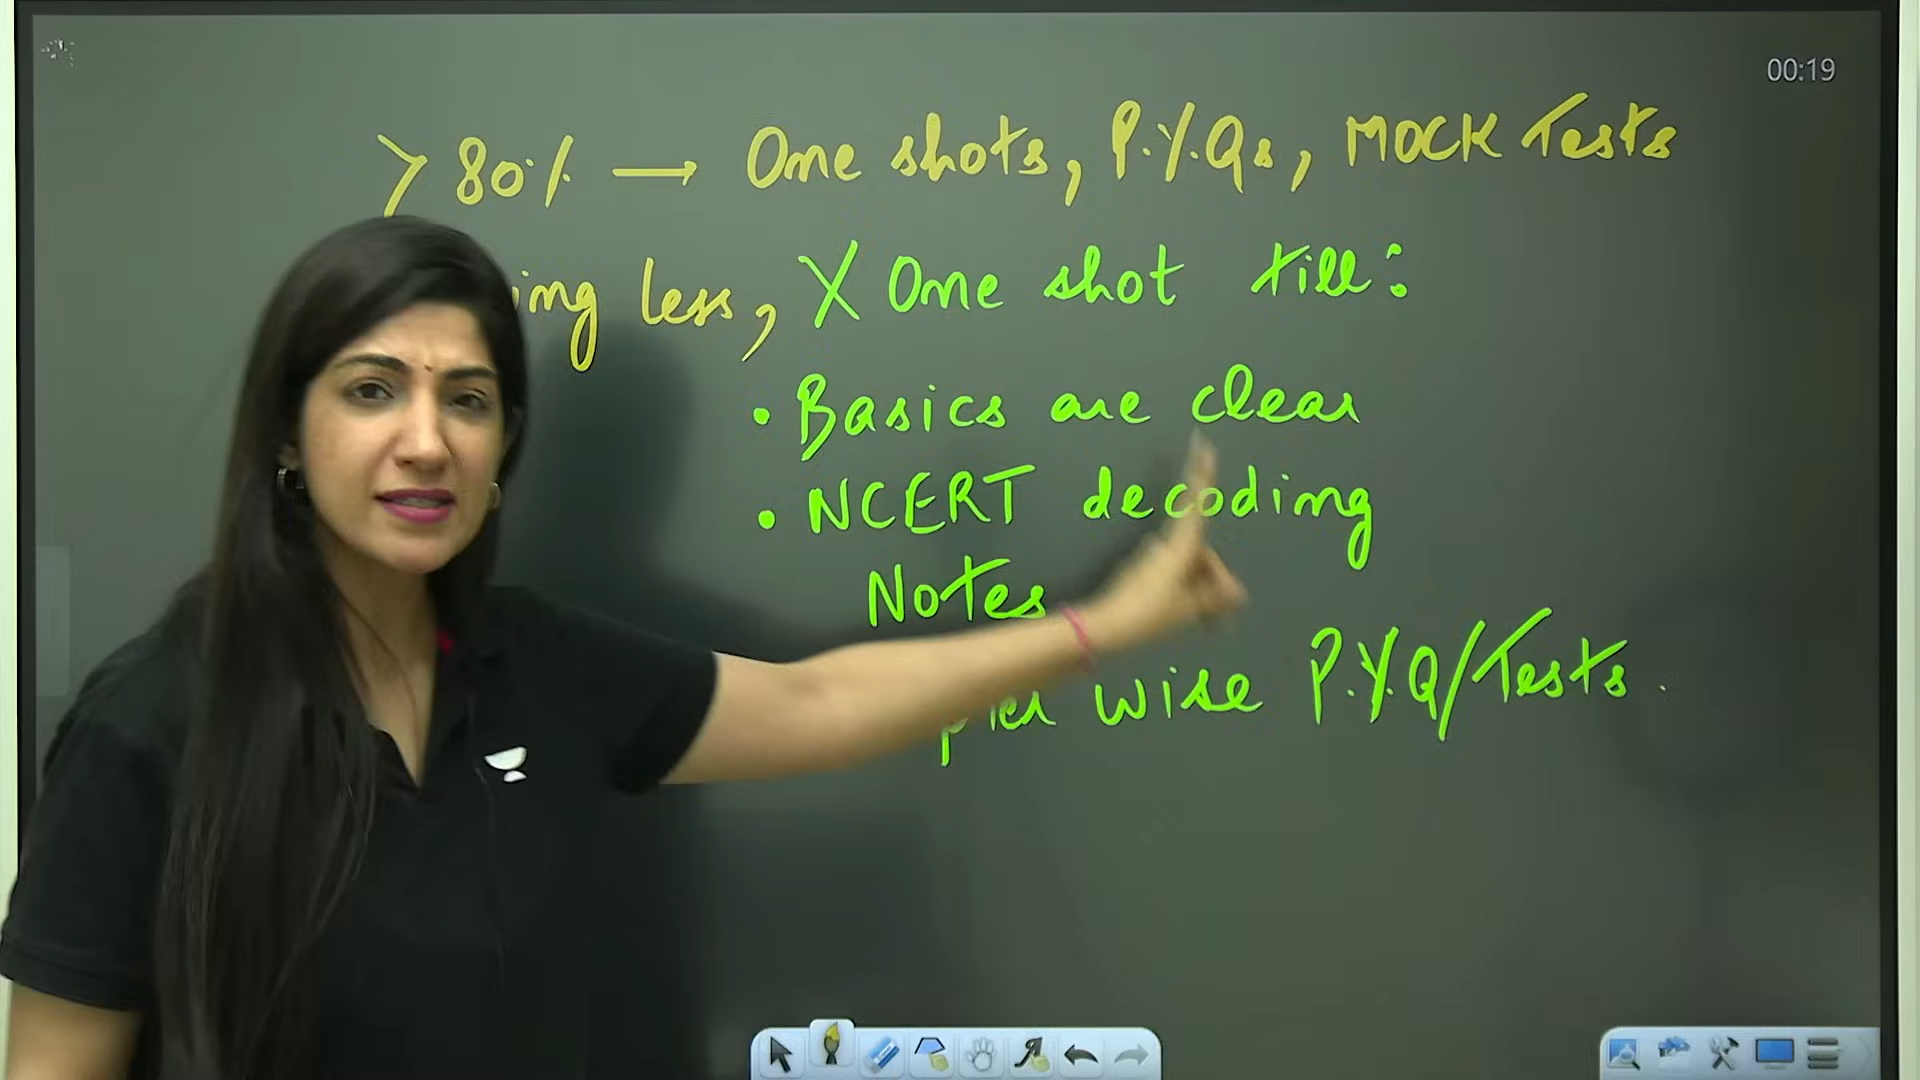 00:19
> 80% → One shots, P.Y.Qs, MOCK Tests
less, X One shot till:
• Basics are clear
• NCERT decoding
Notes
wise P.Y.Q/Tests.